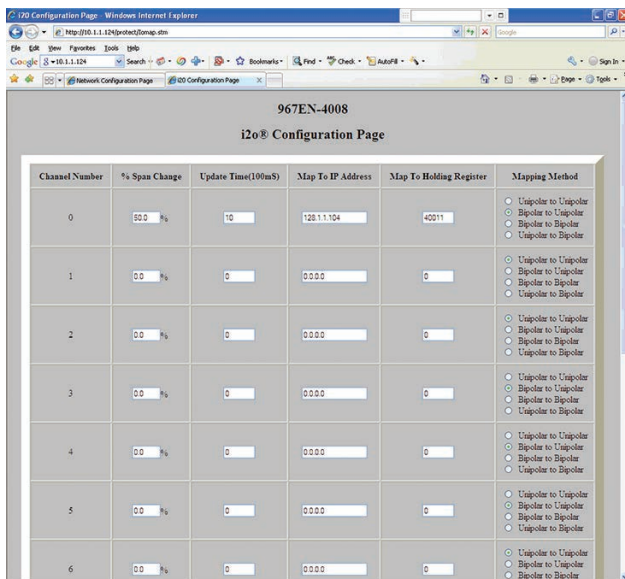 i2O Configuration Page - Windows Internet Explorer
http://10.1.1.124/protect/Iomap.stm
Google
File Edit View Favorites Tools Help
Google 10.1.1.124 Search Bookmarks Find Check AutoFill Sign In
Network Configuration Page i2O Configuration Page Page Tools
967EN-4008
i2o® Configuration Page
Channel Number % Span Change Update Time(100mS) Map To IP Address Map To Holding Register Mapping Method
0 50.0 % 10 128.1.1.104 40011
Unipolar to Unipolar
Bipolar to Unipolar
Bipolar to Bipolar
Unipolar to Bipolar
1 0.0 % 0 0.0.0.0 0
Unipolar to Unipolar
Bipolar to Unipolar
Bipolar to Bipolar
Unipolar to Bipolar
2 0.0 % 0 0.0.0.0 0
Unipolar to Unipolar
Bipolar to Unipolar
Bipolar to Bipolar
Unipolar to Bipolar
3 0.0 % 0 0.0.0.0 0
Unipolar to Unipolar
Bipolar to Unipolar
Bipolar to Bipolar
Unipolar to Bipolar
4 0.0 % 0 0.0.0.0 0
Unipolar to Unipolar
Bipolar to Unipolar
Bipolar to Bipolar
Unipolar to Bipolar
5 0.0 % 0 0.0.0.0 0
Unipolar to Unipolar
Bipolar to Unipolar
Bipolar to Bipolar
Unipolar to Bipolar
6 0.0 % 0 0.0.0.0 0
Unipolar to Unipolar
Bipolar to Unipolar
Bipolar to Bipolar